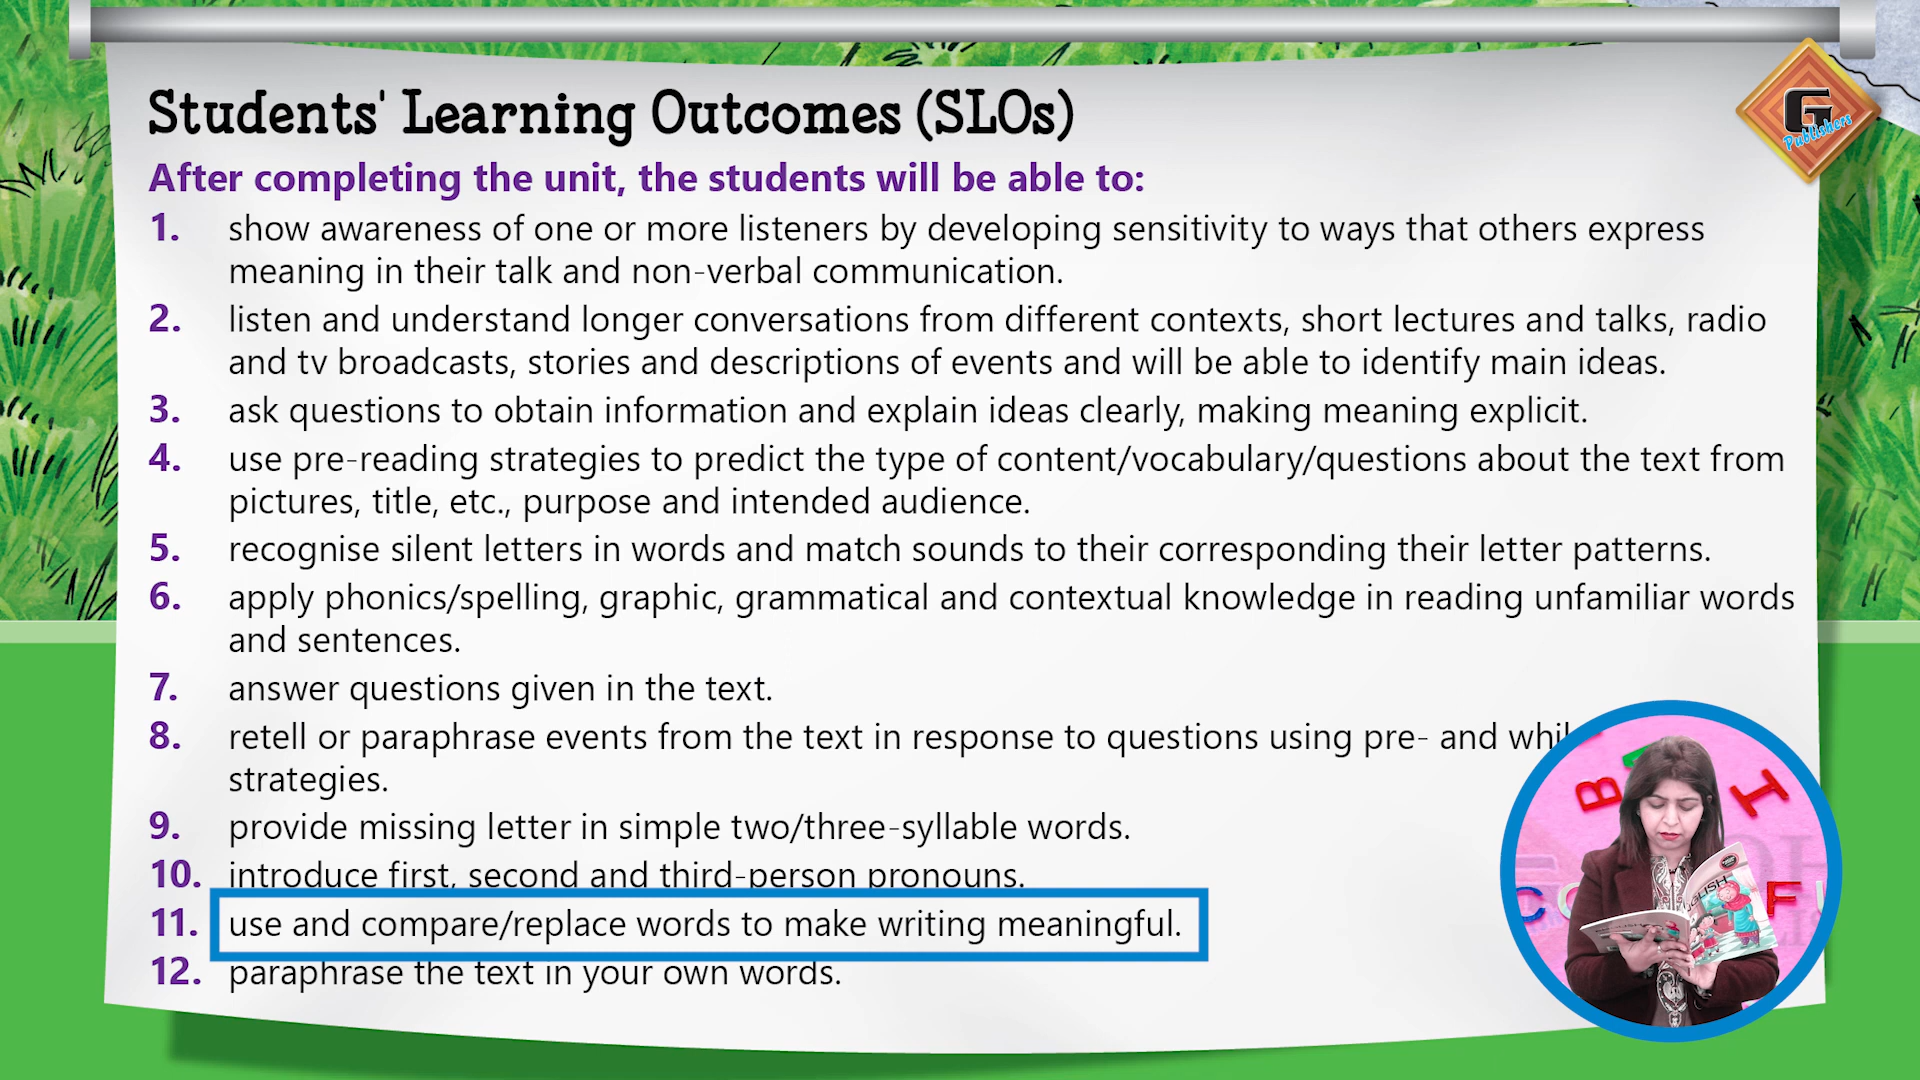 Students' Learning Outcomes (SLOs)
After completing the unit, the students will be able to:
1. show awareness of one or more listeners by developing sensitivity to ways that others express
meaning in their talk and non-verbal communication.
2. listen and understand longer conversations from different contexts, short lectures and talks, radio
and tv broadcasts, stories and descriptions of events and will be able to identify main ideas.
3. ask questions to obtain information and explain ideas clearly, making meaning explicit.
4. use pre-reading strategies to predict the type of content/vocabulary/questions about the text from
pictures, title, etc., purpose and intended audience.
5. recognise silent letters in words and match sounds to their corresponding their letter patterns.
6. apply phonics/spelling, graphic, grammatical and contextual knowledge in reading unfamiliar words
and sentences.
7. answer questions given in the text.
8. retell or paraphrase events from the text in response to questions using pre- and
strategies.
9. provide missing letter in simple two/three-syllable words.
10. introduce first, second and third-person pronouns.
11. use and compare/replace words to make writing meaningful.
12. paraphrase the text in your own words.
G
Publishers